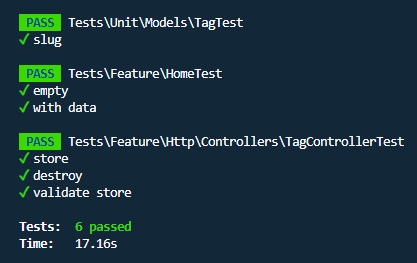 PASS Tests\Unit\Models\TagTest
✓ slug
PASS Tests\Feature\HomeTest
✓ empty
✓ with data
PASS Tests\Feature\Http\Controllers\TagControllerTest
✓ store
✓ destroy
✓ validate store
Tests: 6 passed
Time: 17.16s